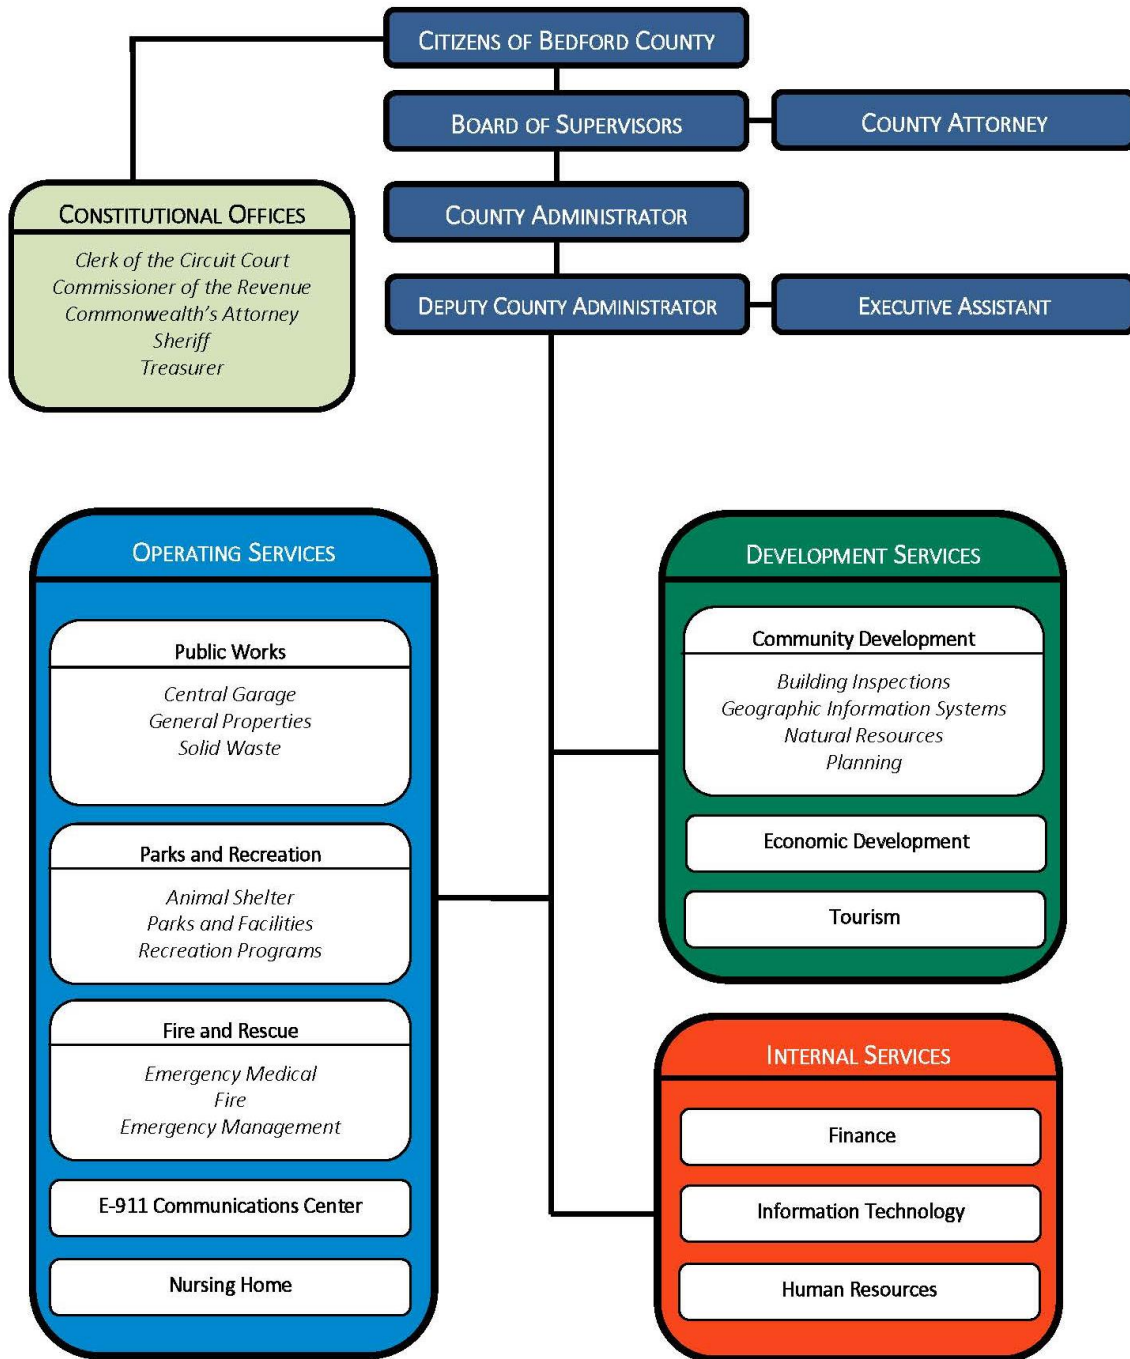 CITIZENS OF BEDFORD COUNTY
BOARD OF SUPERVISORS
COUNTY ATTORNEY
COUNTY ADMINISTRATOR
DEPUTY COUNTY ADMINISTRATOR
EXECUTIVE ASSISTANT
CONSTITUTIONAL OFFICES
Clerk of the Circuit Court
Commissioner of the Revenue
Commonwealth's Attorney
Sheriff
Treasurer
OPERATING SERVICES
Public Works
Central Garage
General Properties
Solid Waste
Parks and Recreation
Animal Shelter
Parks and Facilities
Recreation Programs
Fire and Rescue
Emergency Medical
Fire
Emergency Management
E-911 Communications Center
Nursing Home
DEVELOPMENT SERVICES
Community Development
Building Inspections
Geographic Information Systems
Natural Resources
Planning
Economic Development
Tourism
INTERNAL SERVICES
Finance
Information Technology
Human Resources